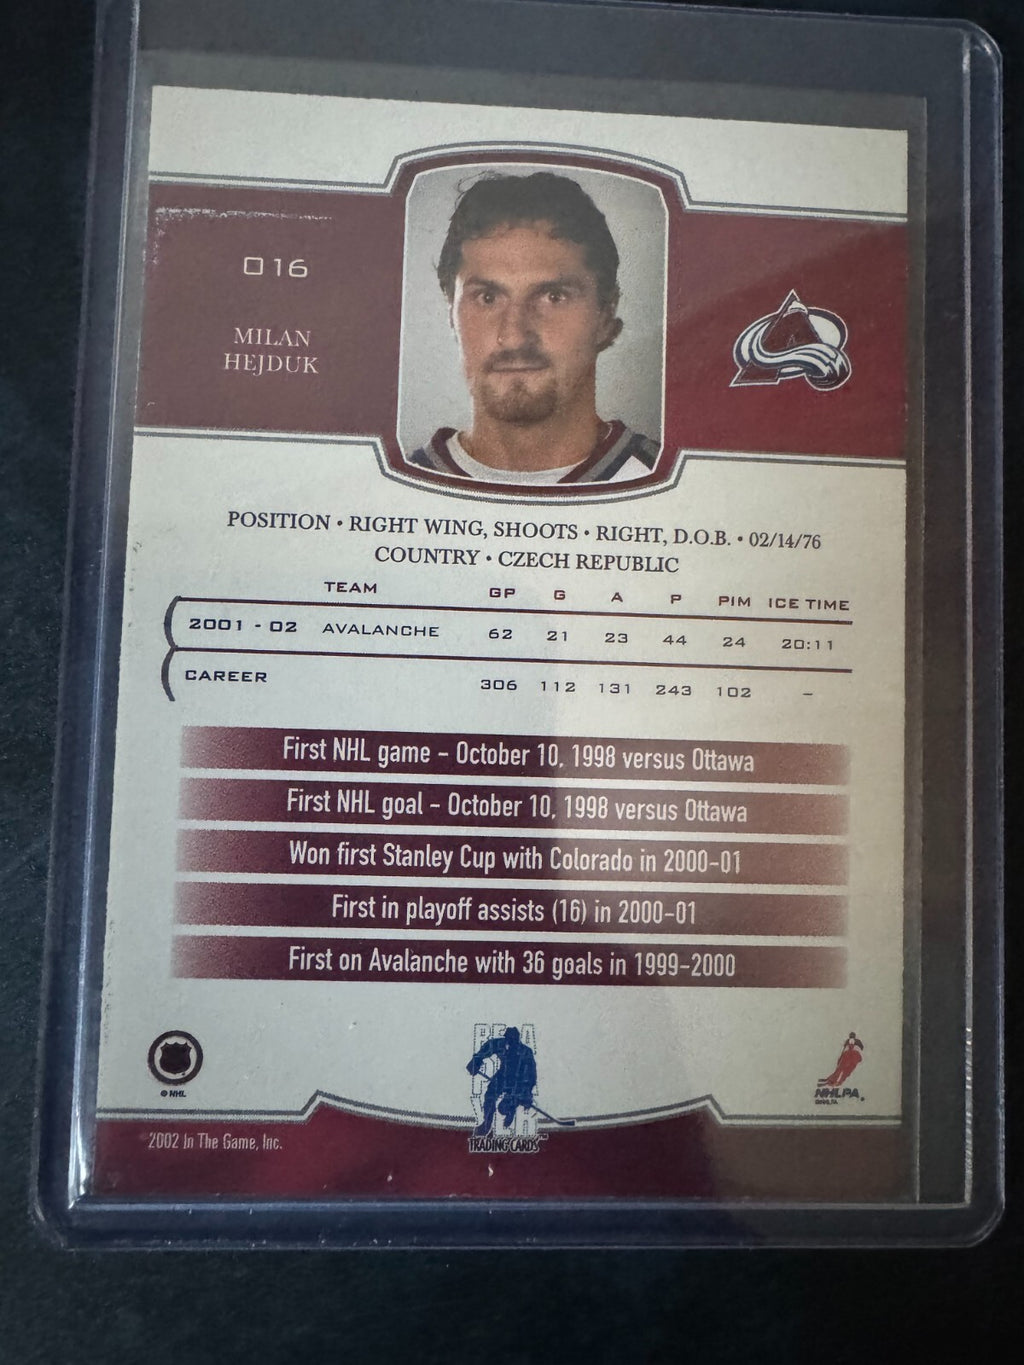 016
MILAN
HEJDUK
POSITION • RIGHT WING, SHOOTS • RIGHT, D.O.B. • 02/14/76
COUNTRY • CZECH REPUBLIC
TEAM GP G A P PIM ICE TIME
2001 - 02 AVALANCHE 62 21 23 44 24 20:11
CAREER 306 112 131 243 102 –
First NHL game – October 10, 1998 versus Ottawa
First NHL goal – October 10, 1998 versus Ottawa
Won first Stanley Cup with Colorado in 2000-01
First in playoff assists (16) in 2000-01
First on Avalanche with 36 goals in 1999-2000
© NHL
BE A
PLAYER
TRADING CARDS™
NHLPA.
2002 In The Game, Inc.